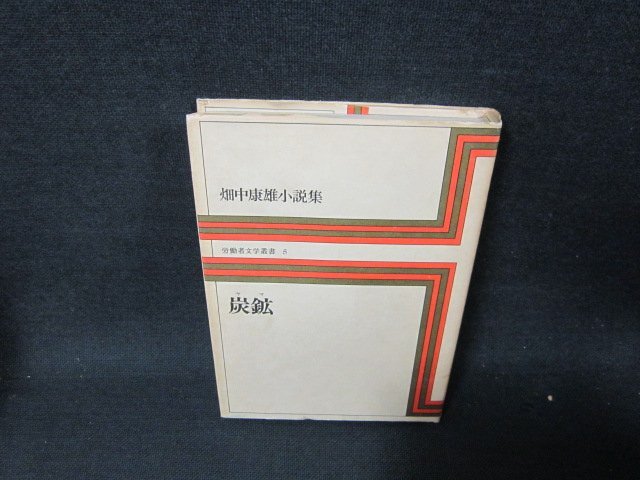 畑中康雄小説集
労働者文学叢書 5
炭鉱